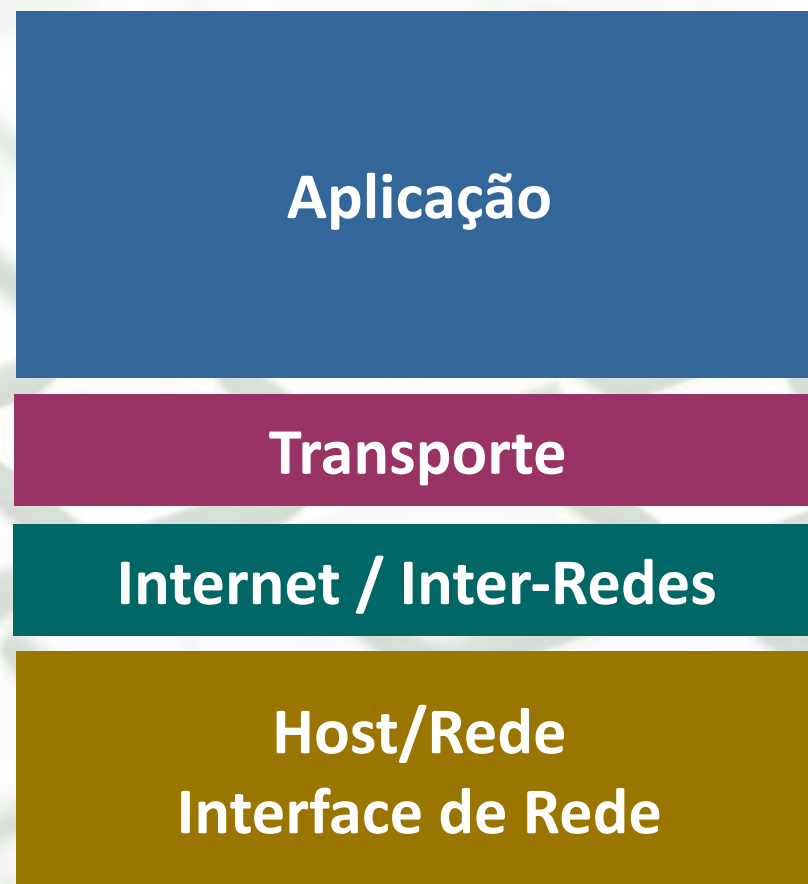 Aplicação
Transporte
Internet / Inter-Redes
Host/Rede
Interface de Rede